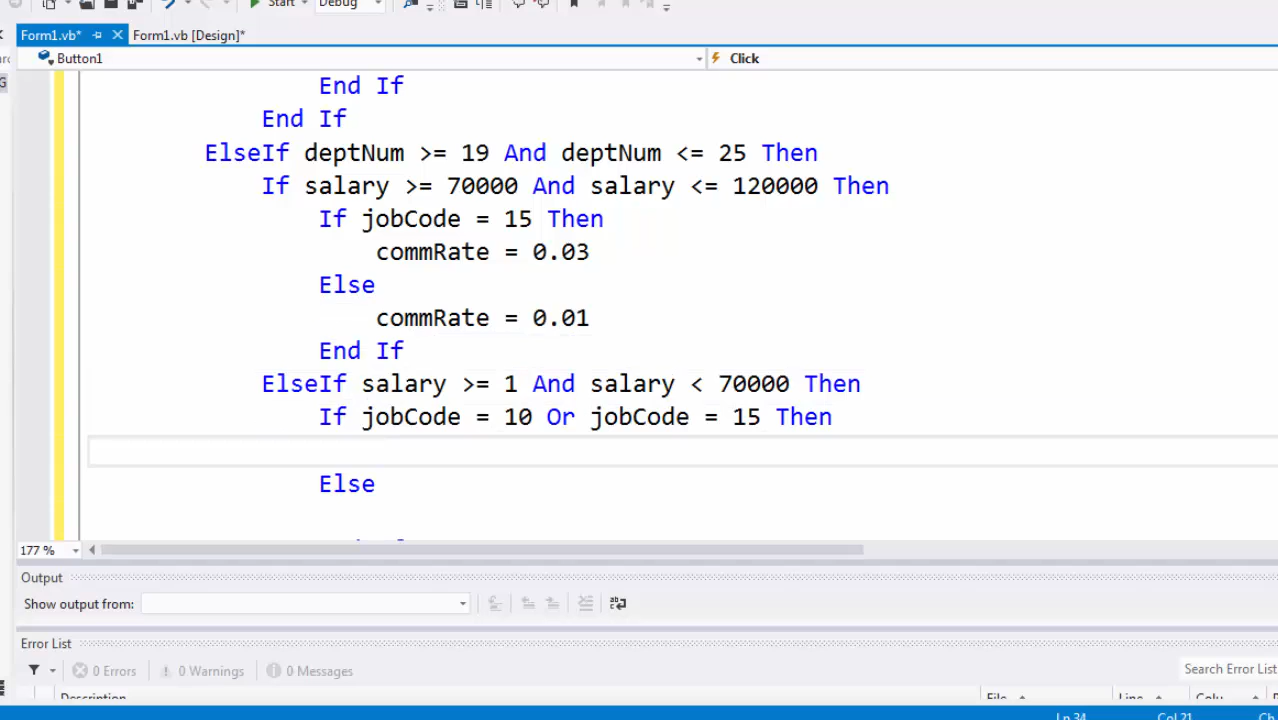 Start Debug
Form1.vb* Form1.vb [Design]*
Button1 Click
End If
End If
ElseIf deptNum >= 19 And deptNum <= 25 Then
If salary >= 70000 And salary <= 120000 Then
If jobCode = 15 Then
commRate = 0.03
Else
commRate = 0.01
End If
ElseIf salary >= 1 And salary < 70000 Then
If jobCode = 10 Or jobCode = 15 Then
Else
177 %
Output
Show output from:
Error List
0 Errors 0 Warnings 0 Messages Search Error List
Description File Line Colu
Ln 34 Col 21 Ch